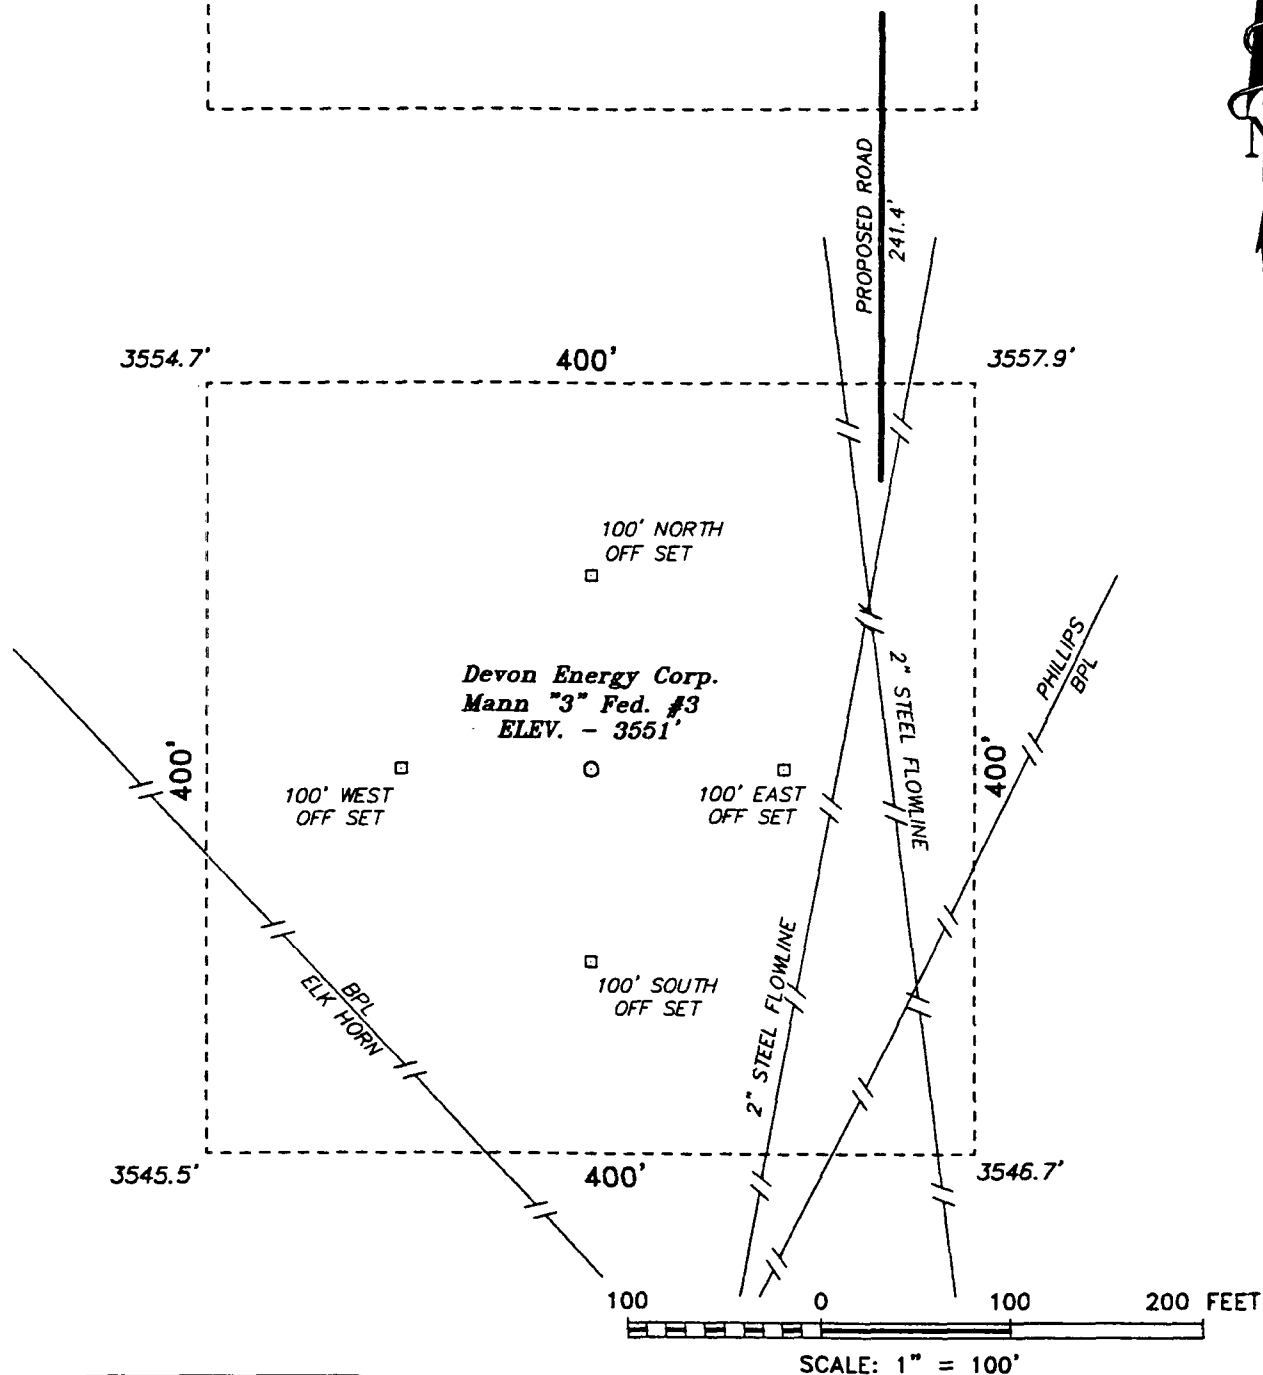 N
PROPOSED ROAD
241.4'
3554.7'
400'
3557.9'
100' NORTH
OFF SET
Devon Energy Corp.
Mann "3" Fed. #3
ELEV. - 3551'
2" STEEL FLOWLINE
PHILLIPS
BPL
400'
400'
100' WEST
OFF SET
100' EAST
OFF SET
2" STEEL FLOWLINE
100' SOUTH
OFF SET
BPL
ELK HORN
3545.5'
400'
3546.7'
100 0 100 200 FEET
SCALE: 1" = 100'